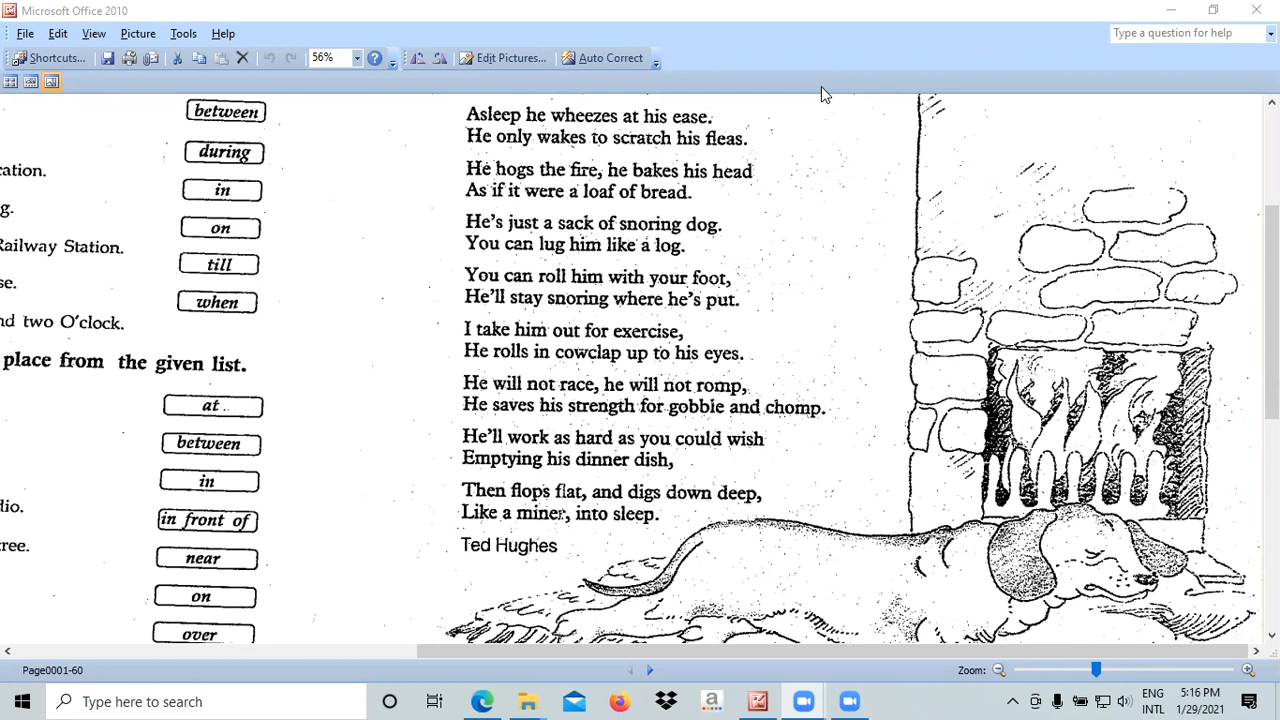 Microsoft Office 2010
File Edit View Picture Tools Help
Type a question for help
Shortcuts...
56%
Edit Pictures...
Auto Correct
between
during
cation.
in
g.
on
Railway Station.
till
se.
when
nd two O'clock.
place from the given list.
at
between
in
dio.
in front of
tree.
near
on
over
Asleep he wheezes at his ease.
He only wakes to scratch his fleas.
He hogs the fire, he bakes his head
As if it were a loaf of bread.
He's just a sack of snoring dog.
You can lug him like a log.
You can roll him with your foot,
He'll stay snoring where he's put.
I take him out for exercise,
He rolls in cowclap up to his eyes.
He will not race, he will not romp,
He saves his strength for gobble and chomp.
He'll work as hard as you could wish
Emptying his dinner dish,
Then flops flat, and digs down deep,
Like a miner, into sleep.
Ted Hughes
Page0001-60
Zoom:
Type here to search
ENG
INTL
5:16 PM
1/29/2021